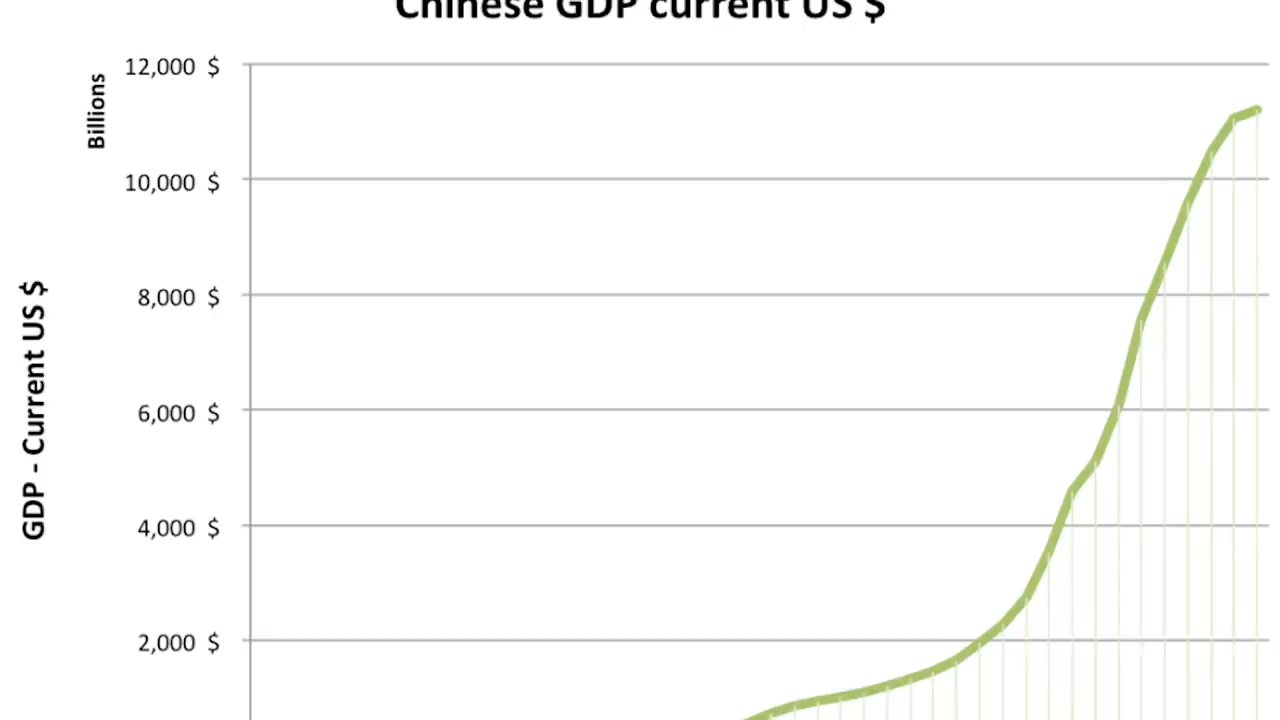 Chinese GDP current US $
Billions
12,000 $
10,000 $
8,000 $
6,000 $
4,000 $
2,000 $
GDP - Current US $